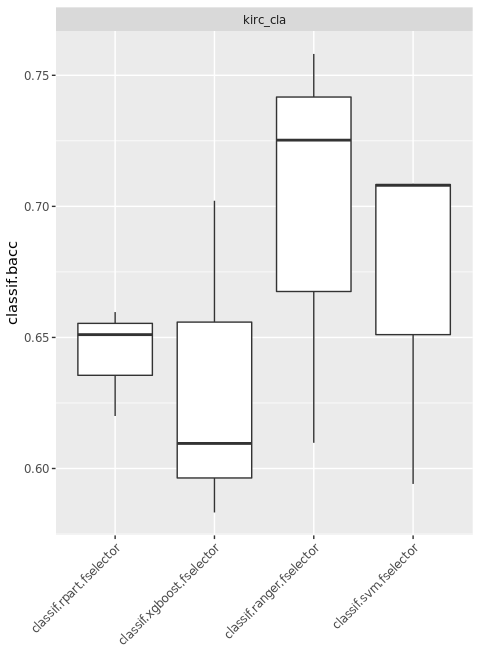 kirc_cla
classif.bacc
0.75
0.70
0.65
0.60
classif.rpart.fselector
classif.xgboost.fselector
classif.ranger.fselector
classif.svm.fselector